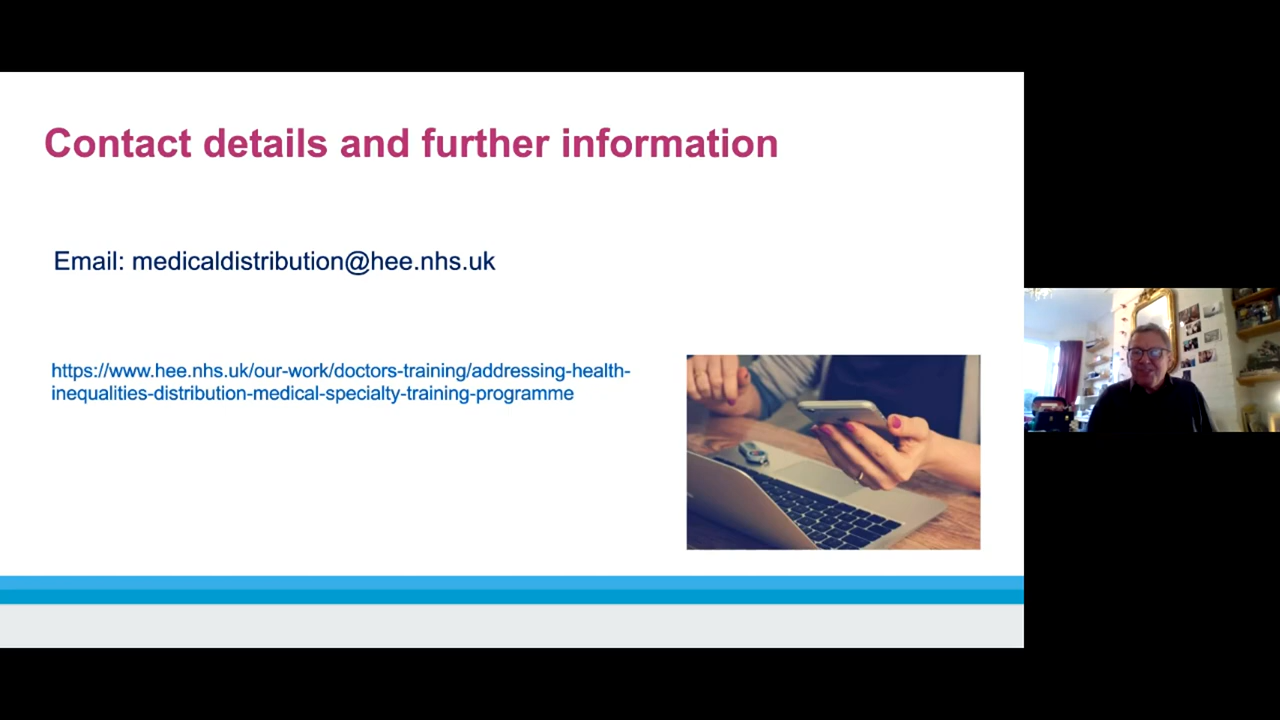 Contact details and further information
Email: medicaldistribution@hee.nhs.uk
https://www.hee.nhs.uk/our-work/doctors-training/addressing-health-
inequalities-distribution-medical-specialty-training-programme